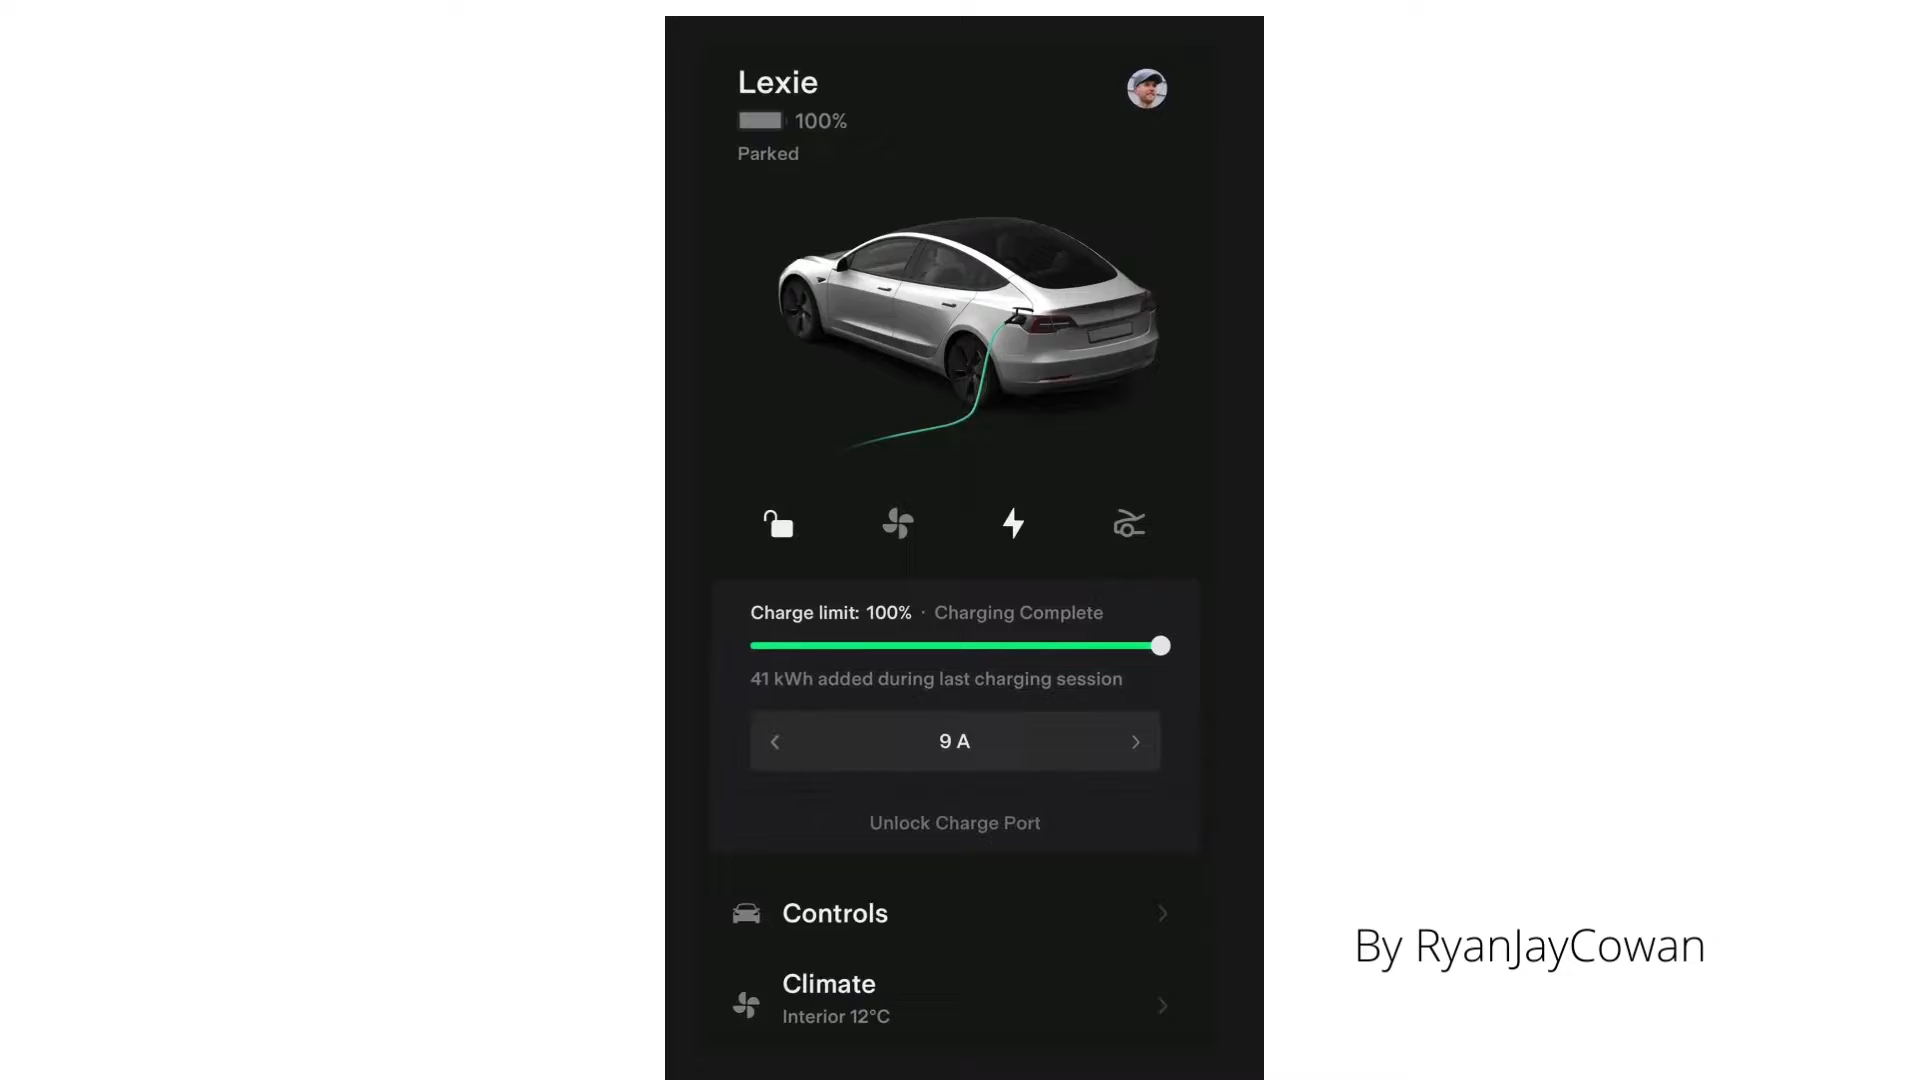 Lexie
100%
Parked
Charge limit: 100% · Charging Complete
41 kWh added during last charging session
9 A
Unlock Charge Port
Controls
Climate
Interior 12°C
By RyanJayCowan